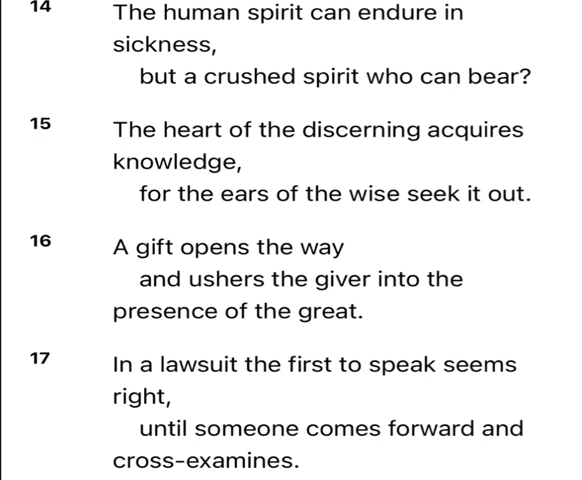 14 The human spirit can endure in
sickness,
but a crushed spirit who can bear?
15 The heart of the discerning acquires
knowledge,
for the ears of the wise seek it out.
16 A gift opens the way
and ushers the giver into the
presence of the great.
17 In a lawsuit the first to speak seems
right,
until someone comes forward and
cross-examines.